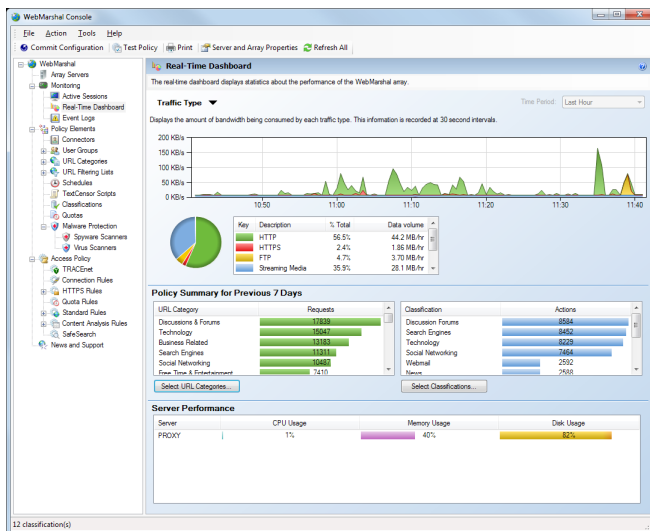 WebMarshal Console
File Action Tools Help
Commit Configuration Test Policy Print Server and Array Properties Refresh All
WebMarshal
Array Servers
Monitoring
Active Sessions
Real-Time Dashboard
Event Logs
Policy Elements
Connectors
User Groups
URL Categories
URL Filtering Lists
Schedules
TextCensor Scripts
Classifications
Quotas
Malware Protection
Spyware Scanners
Virus Scanners
Access Policy
TRACEnet
Connection Rules
HTTPS Rules
Quota Rules
Standard Rules
Content Analysis Rules
SafeSearch
News and Support
Real-Time Dashboard
The real-time dashboard displays statistics about the performance of the WebMarshal array.
Traffic Type
Time Period: Last Hour
Displays the amount of bandwidth being consumed by each traffic type. This information is recorded at 30 second intervals.
200 KB/s
150 KB/s
100 KB/s
50 KB/s
0 KB/s
10:50 11:00 11:10 11:20 11:30 11:40
Key Description % Total Data volume
HTTP 56.5% 44.2 MB/hr
HTTPS 2.4% 1.86 MB/hr
FTP 4.7% 3.70 MB/hr
Streaming Media 35.9% 28.1 MB/hr
Policy Summary for Previous 7 Days
URL Category Requests
Discussions & Forums 17839
Technology 15047
Business Related 13183
Search Engines 11311
Social Networking 10487
Free Time & Entertainment 7410
Select URL Categories...
Classification Actions
Discussion Forums 8584
Search Engines 8452
Technology 8229
Social Networking 7464
Webmail 2592
News 2588
Select Classifications...
Server Performance
Server CPU Usage Memory Usage Disk Usage
PROXY 1% 40% 82%
12 classification(s)